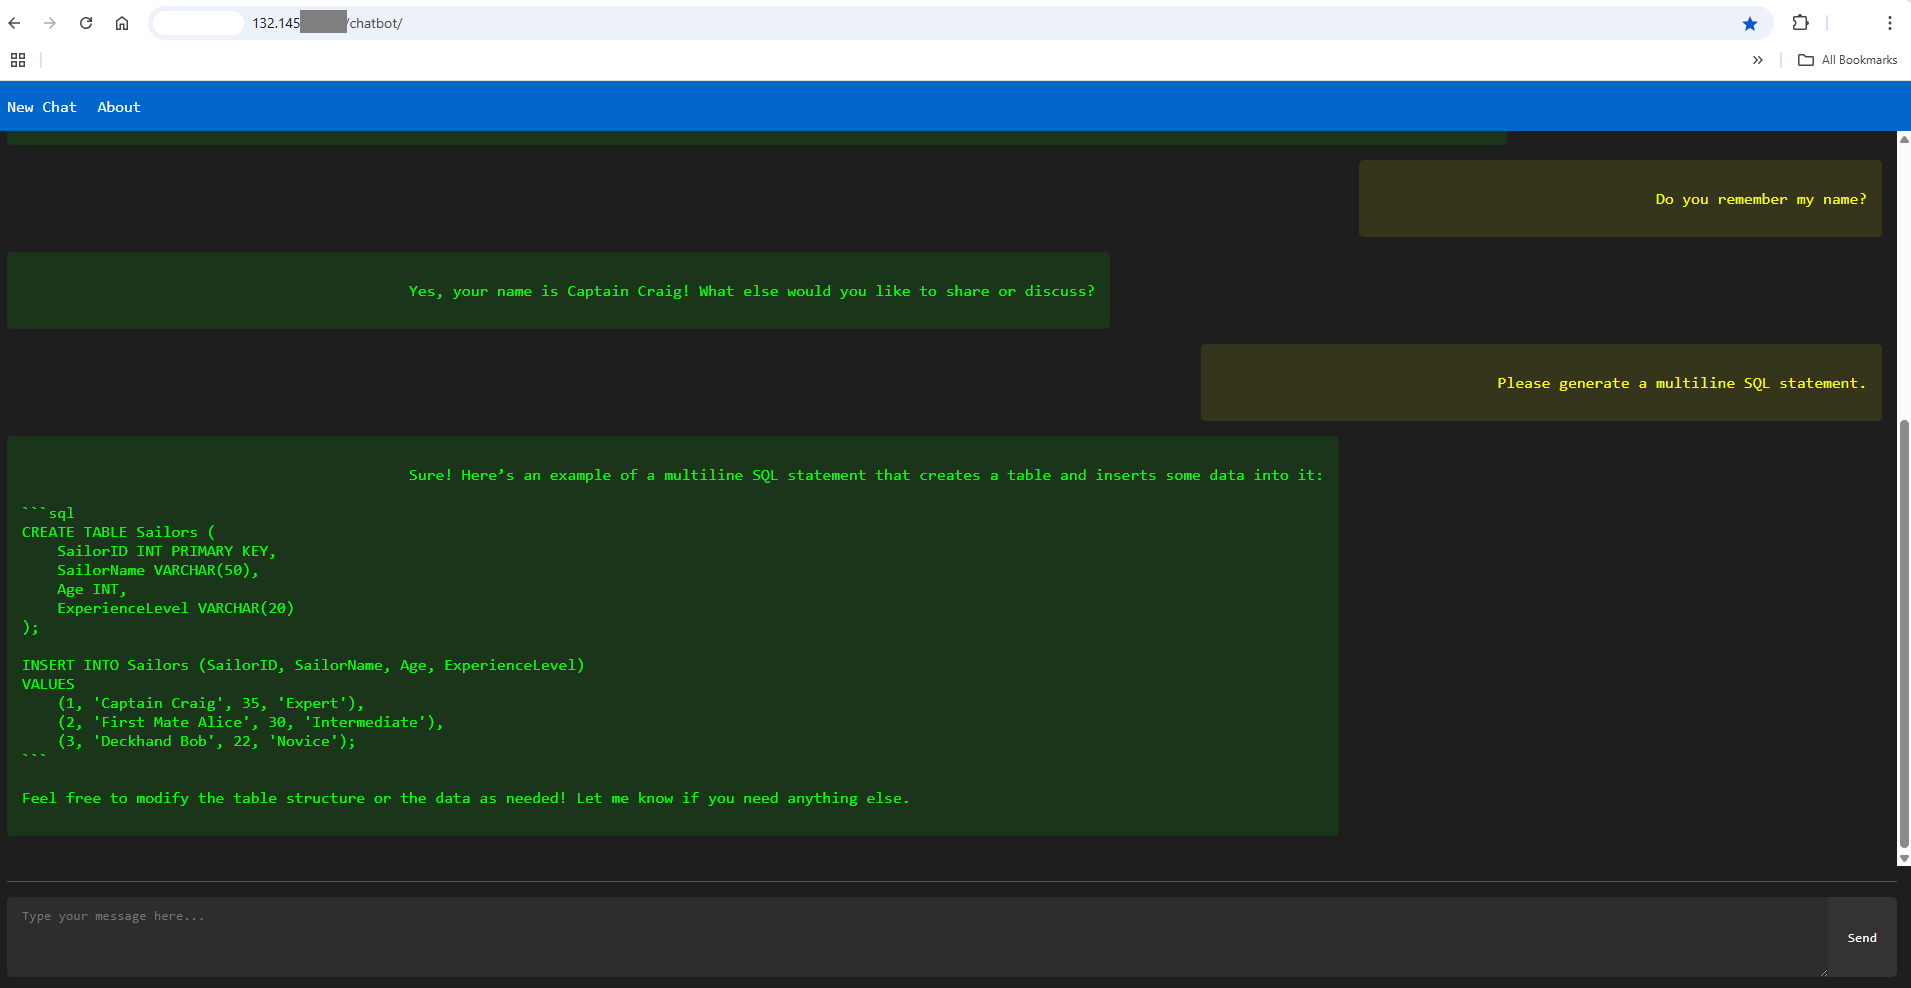 132.145
/chatbot/
All Bookmarks
New Chat About
Do you remember my name?
Yes, your name is Captain Craig! What else would you like to share or discuss?
Please generate a multiline SQL statement.
Sure! Here’s an example of a multiline SQL statement that creates a table and inserts some data into it:
```sql
CREATE TABLE Sailors (
    SailorID INT PRIMARY KEY,
    SailorName VARCHAR(50),
    Age INT,
    ExperienceLevel VARCHAR(20)
);
INSERT INTO Sailors (SailorID, SailorName, Age, ExperienceLevel)
VALUES
    (1, 'Captain Craig', 35, 'Expert'),
    (2, 'First Mate Alice', 30, 'Intermediate'),
    (3, 'Deckhand Bob', 22, 'Novice');
```
Feel free to modify the table structure or the data as needed! Let me know if you need anything else.
Type your message here...
Send